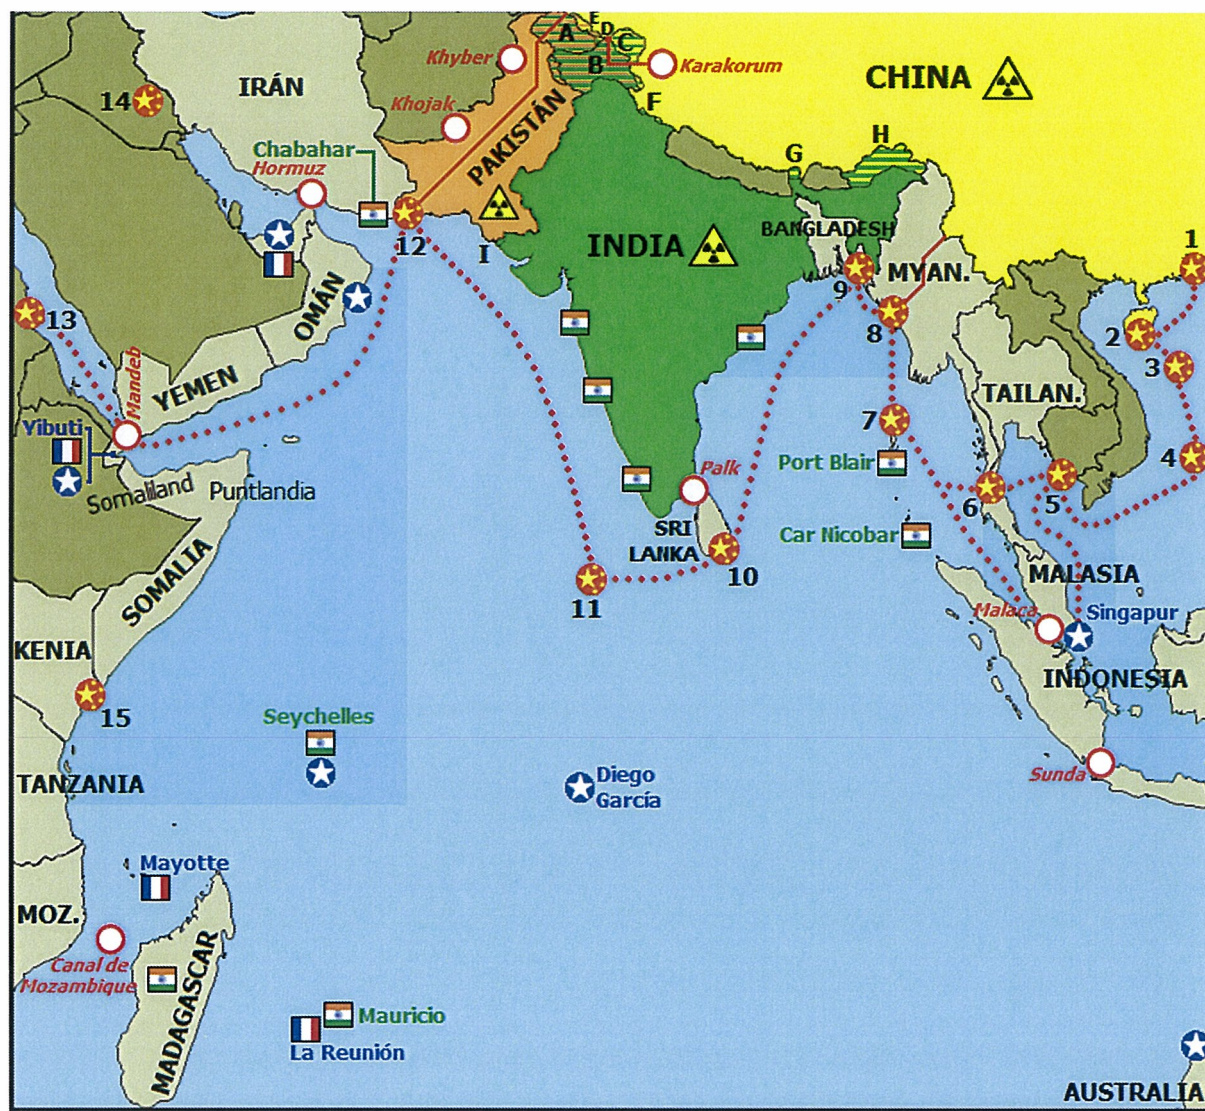 E
D
A
C
Khyber
B
Karakorum
CHINA
IRÁN
14
Khojak
PAKISTÁN
F
H
G
Chabahar
Hormuz
BANGLADESH
INDIA
12
I
1
MYAN.
9
OMÁN
13
8
2
3
Mandeb
YEMEN
TAILAN.
Yibuti
7
4
Port Blair
Palk
Somaliland
Puntlandia
6
5
SRI
LANKA
Car Nicobar
10
SOMALIA
11
MALASIA
Malaca
Singapur
KENIA
INDONESIA
15
Seychelles
Sunda
TANZANIA
Diego
García
Mayotte
MOZ.
Canal de
Mozambique
MADAGASCAR
Mauricio
La Reunión
AUSTRALIA